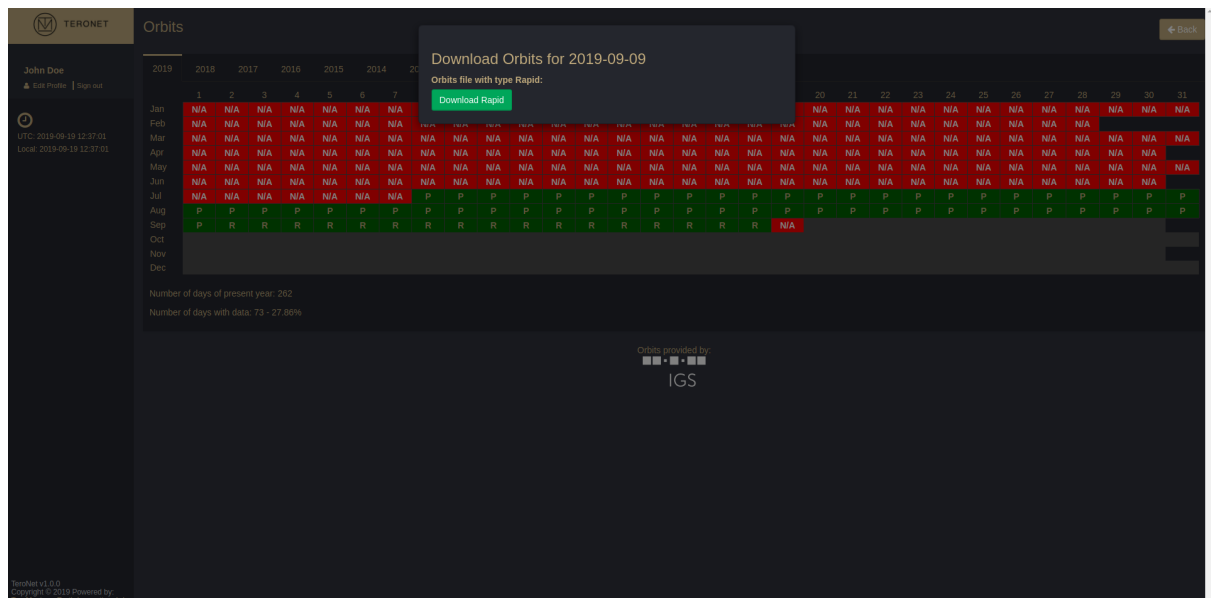 TERONET
Orbits
Back
Download Orbits for 2019-09-09
Orbits file with type Rapid:
Download Rapid
John Doe
Edit Profile | Sign out
UTC: 2019-09-19 12:37:01
Local: 2019-09-19 12:37:01
2019 2018 2017 2016 2015 2014
1 2 3 4 5 6 7 20 21 22 23 24 25 26 27 28 29 30 31
Jan N/A N/A N/A N/A N/A N/A N/A N/A N/A N/A N/A N/A N/A N/A N/A N/A N/A N/A N/A
Feb N/A N/A N/A N/A N/A N/A N/A N/A N/A N/A N/A N/A N/A N/A N/A N/A
Mar N/A N/A N/A N/A N/A N/A N/A N/A N/A N/A N/A N/A N/A N/A N/A N/A N/A N/A N/A N/A N/A N/A N/A N/A N/A N/A N/A N/A N/A N/A N/A
Apr N/A N/A N/A N/A N/A N/A N/A N/A N/A N/A N/A N/A N/A N/A N/A N/A N/A N/A N/A N/A N/A N/A N/A N/A N/A N/A N/A N/A N/A N/A
May N/A N/A N/A N/A N/A N/A N/A N/A N/A N/A N/A N/A N/A N/A N/A N/A N/A N/A N/A N/A N/A N/A N/A N/A N/A N/A N/A N/A N/A N/A N/A
Jun N/A N/A N/A N/A N/A N/A N/A N/A N/A N/A N/A N/A N/A N/A N/A N/A N/A N/A N/A N/A N/A N/A N/A N/A N/A N/A N/A N/A N/A N/A
Jul N/A N/A N/A N/A N/A N/A N/A P P P P P P P P P P P P P P P P P P P P P P P P
Aug P P P P P P P P P P P P P P P P P P P P P P P P P P P P P P P
Sep P R R R R R R R R R R R R R R R R R N/A
Oct
Nov
Dec
Number of days of present year: 262
Number of days with data: 73 - 27.86%
Orbits provided by:
IGS
TeroNet v1.0.0
Copyright © 2019 Powered by: